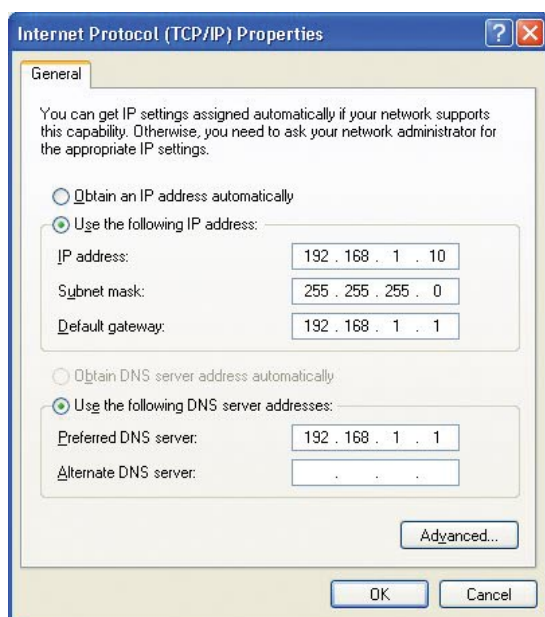 Internet Protocol (TCP/IP) Properties
General
You can get IP settings assigned automatically if your network supports
this capability. Otherwise, you need to ask your network administrator for
the appropriate IP settings.
Obtain an IP address automatically
Use the following IP address:
IP address: 192 . 168 . 1 . 10
Subnet mask: 255 . 255 . 255 . 0
Default gateway: 192 . 168 . 1 . 1
Obtain DNS server address automatically
Use the following DNS server addresses:
Preferred DNS server: 192 . 168 . 1 . 1
Alternate DNS server: . . .
Advanced...
OK Cancel